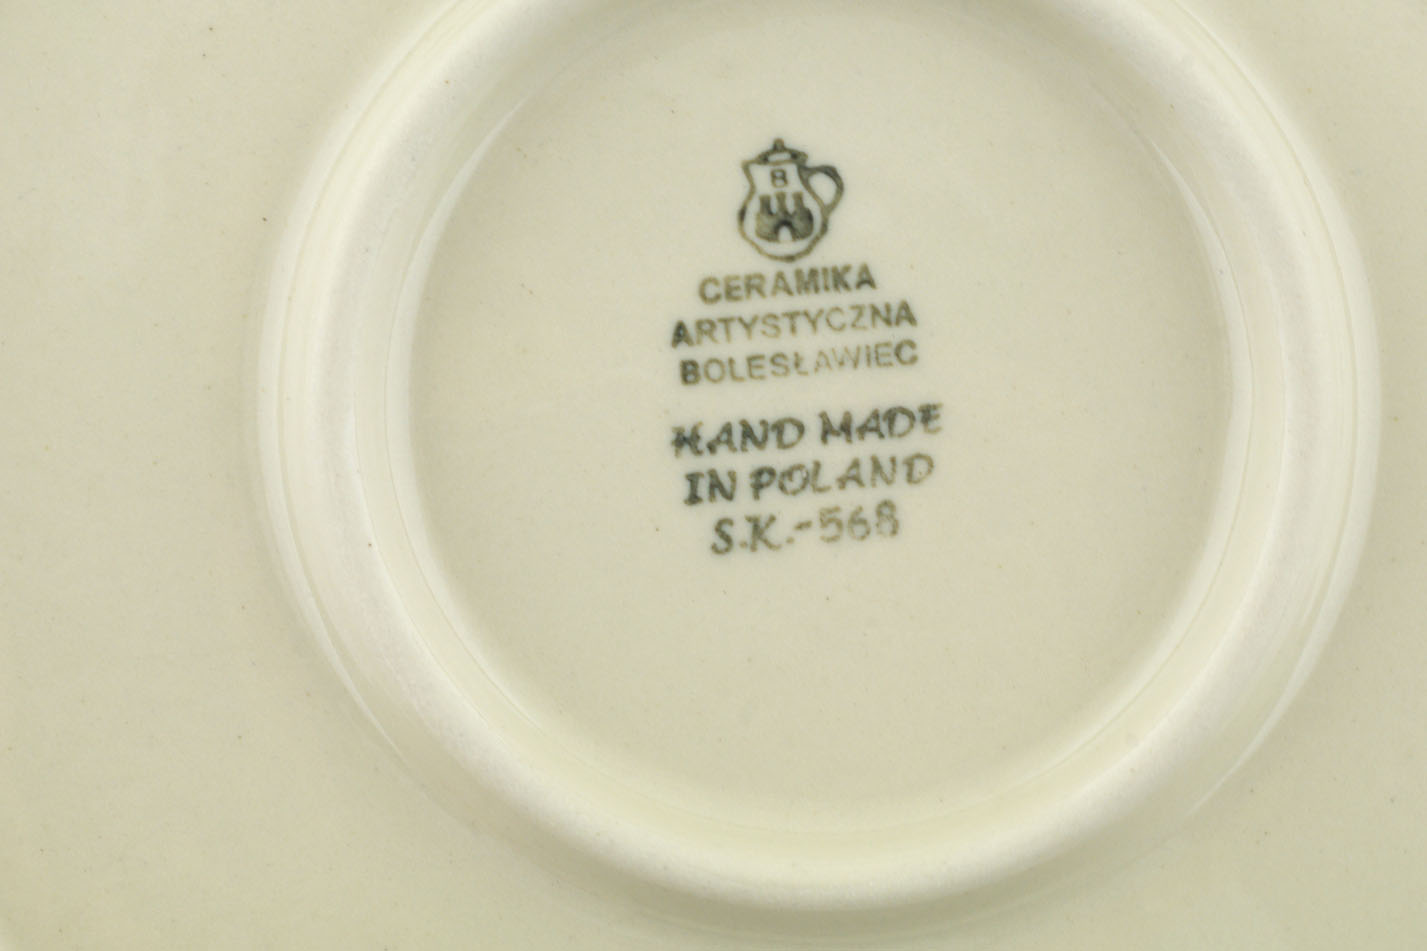 B
CERAMIKA
ARTYSTYCZNA
BOLESŁAWIEC
HAND MADE
IN POLAND
S.K.-568